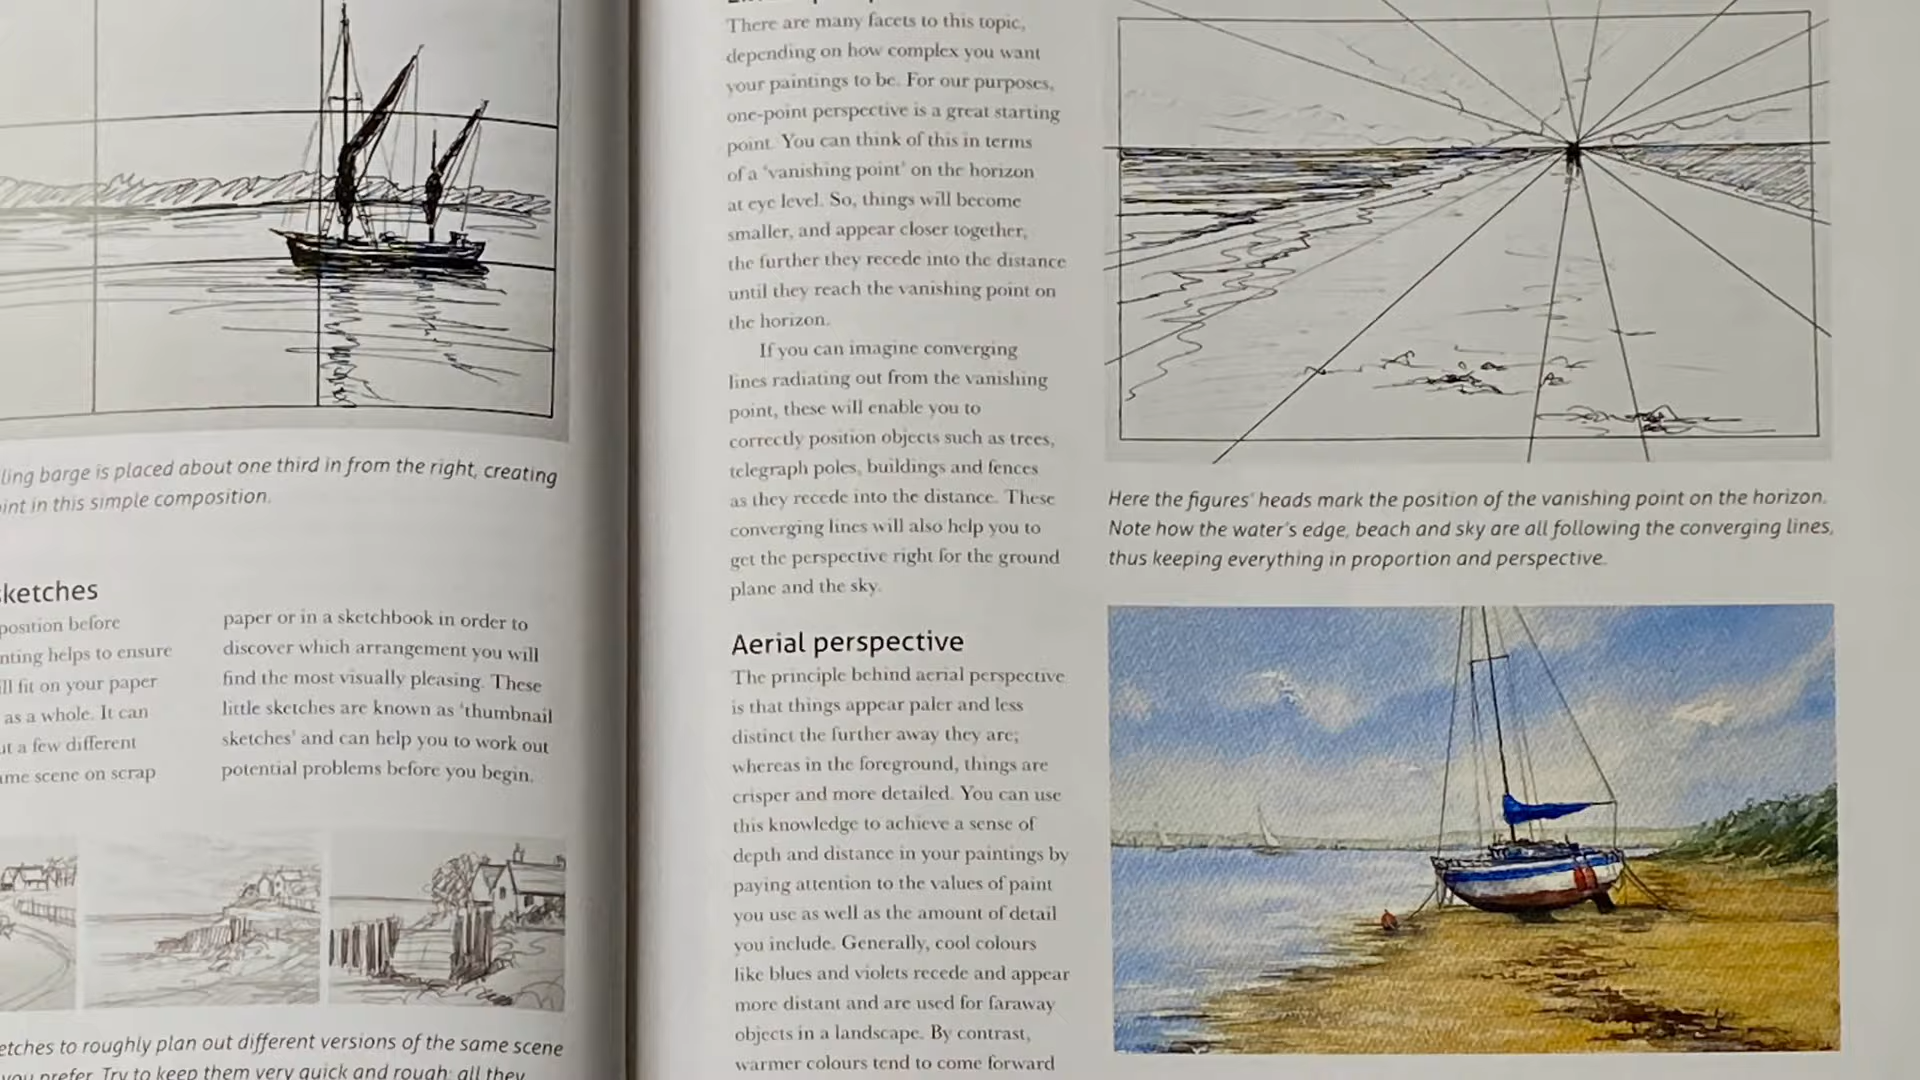 ling barge is placed about one third in from the right, creating
int in this simple composition.
ketches
position before
nting helps to ensure
ll fit on your paper
as a whole. It can
ut a few different
me scene on scrap
paper or in a sketchbook in order to
discover which arrangement you will
find the most visually pleasing. These
little sketches are known as ‘thumbnail
sketches’ and can help you to work out
potential problems before you begin.
etches to roughly plan out different versions of the same scene
you prefer. Try to keep them very quick and rough; all they
There are many facets to this topic,
depending on how complex you want
your paintings to be. For our purposes,
one-point perspective is a great starting
point. You can think of this in terms
of a ‘vanishing point’ on the horizon
at eye level. So, things will become
smaller, and appear closer together,
the further they recede into the distance
until they reach the vanishing point on
the horizon.
If you can imagine converging
lines radiating out from the vanishing
point, these will enable you to
correctly position objects such as trees,
telegraph poles, buildings and fences
as they recede into the distance. These
converging lines will also help you to
get the perspective right for the ground
plane and the sky.
Aerial perspective
The principle behind aerial perspective
is that things appear paler and less
distinct the further away they are;
whereas in the foreground, things are
crisper and more detailed. You can use
this knowledge to achieve a sense of
depth and distance in your paintings by
paying attention to the values of paint
you use as well as the amount of detail
you include. Generally, cool colours
like blues and violets recede and appear
more distant and are used for faraway
objects in a landscape. By contrast,
warmer colours tend to come forward
Here the figures’ heads mark the position of the vanishing point on the horizon.
Note how the water’s edge, beach and sky are all following the converging lines,
thus keeping everything in proportion and perspective.